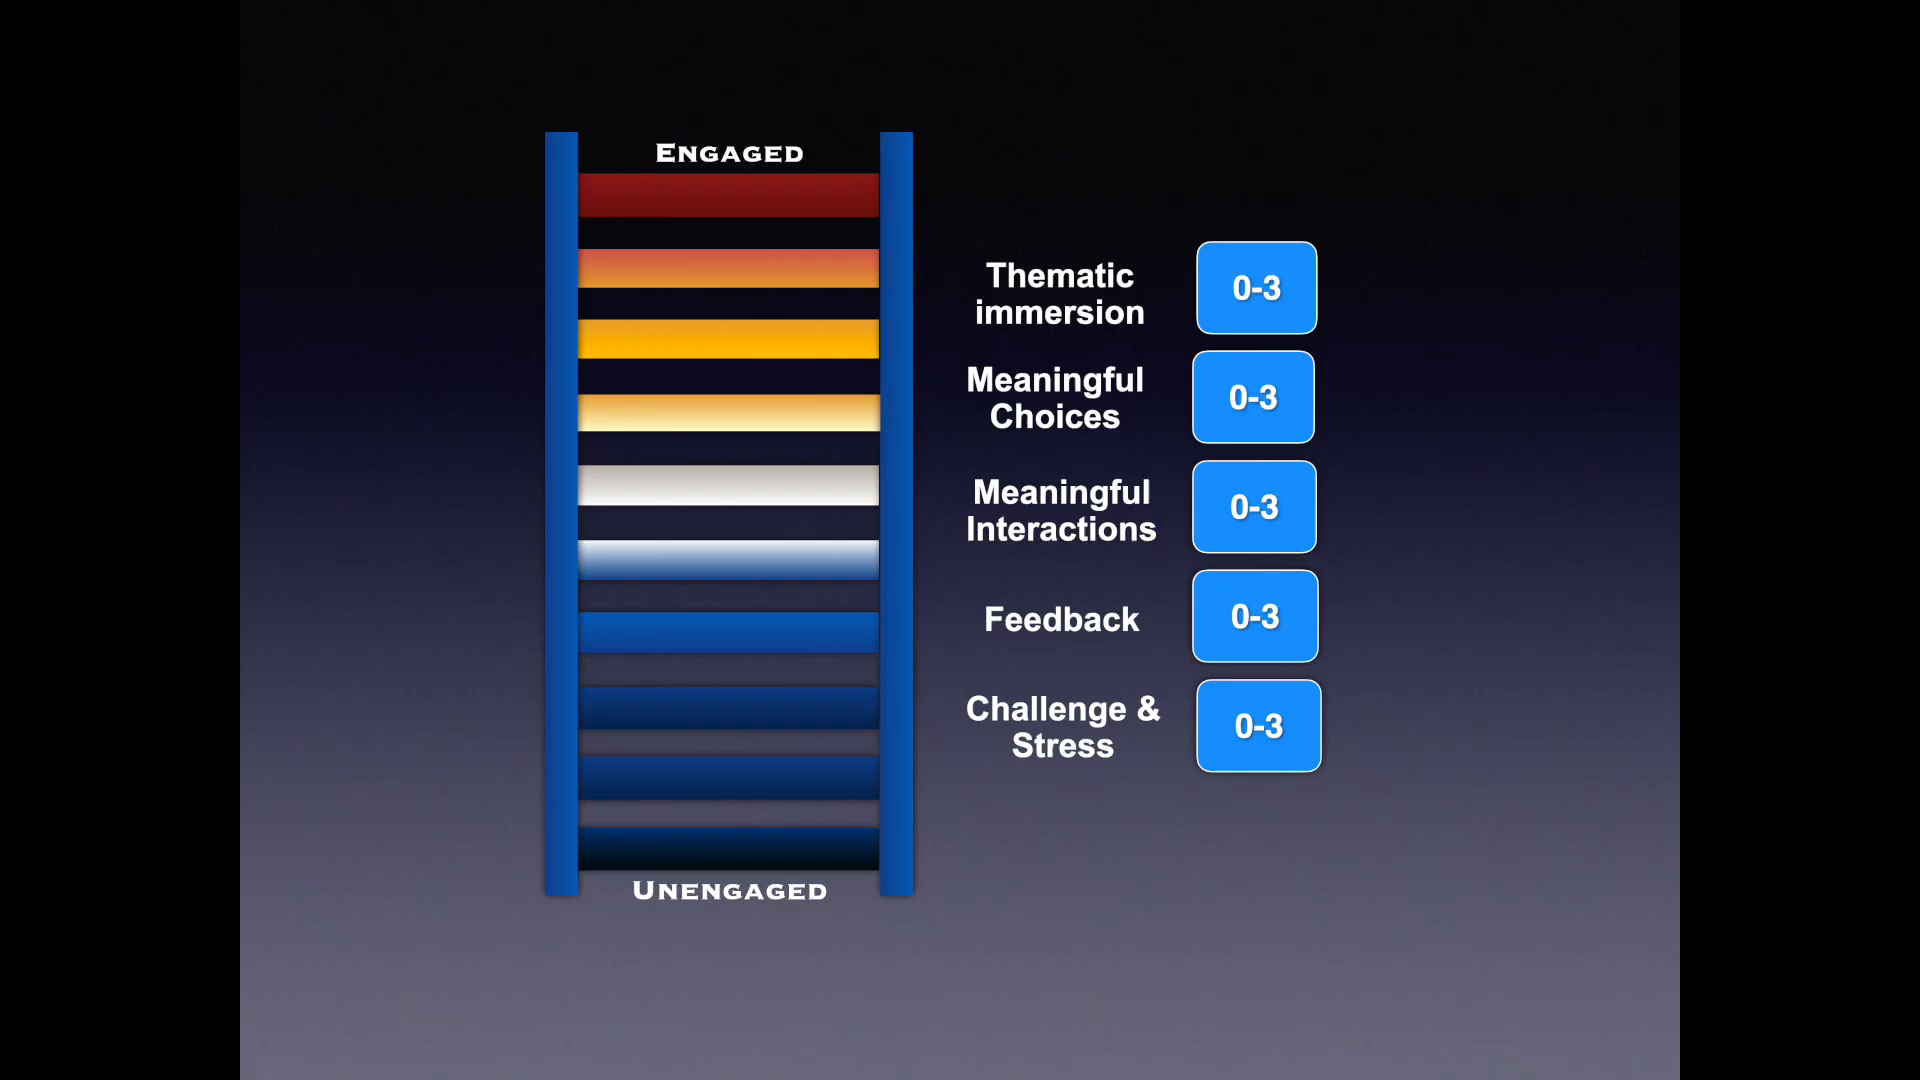 ENGAGED
Thematic
immersion
0-3
Meaningful
Choices
0-3
Meaningful
Interactions
0-3
Feedback
0-3
Challenge &
Stress
0-3
UNENGAGED